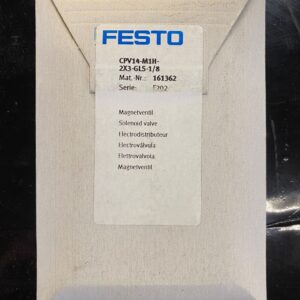 FESTO
CPV14-M1H-
2X3-GLS-1/8
Mat.-Nr.: 161362
Serie: F202
Magnetventil
Solenoid valve
Electrodistributeur
Electroválvula
Elettrovalvola
Magnetventil